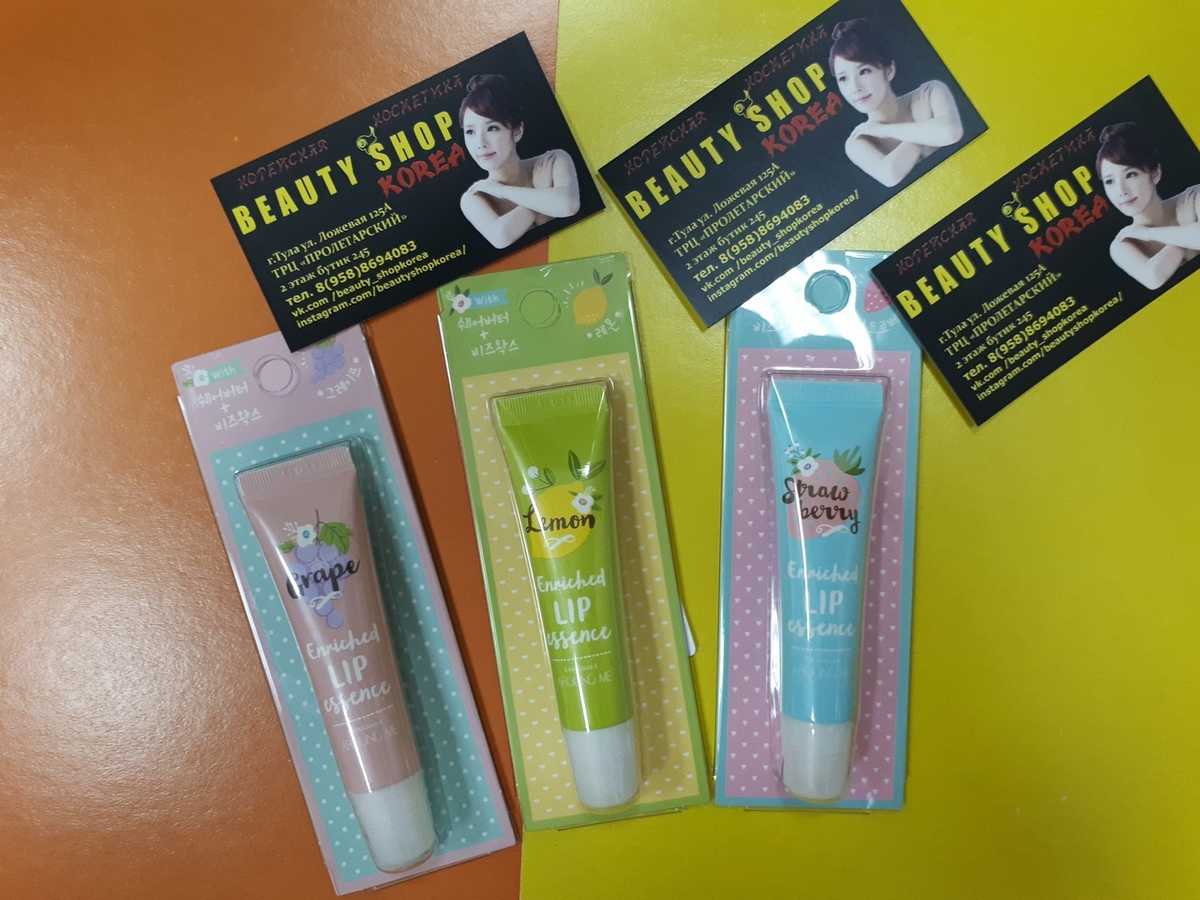 КОРЕЙСКАЯ КОСМЕТИКА
BEAUTY SHOP
KOREA
г.Тула ул. Ложевая 125А
ТРЦ «ПРОЛЕТАРСКИЙ»
2 этаж бутик 245
тел. 8(958)8694083
vk.com /beauty_shopkorea
instagram.com/beautyshopkorea/
КОРЕЙСКАЯ КОСМЕТИКА
BEAUTY SHOP
KOREA
г.Тула ул. Ложевая 125А
ТРЦ «ПРОЛЕТАРСКИЙ»
2 этаж бутик 245
тел. 8(958)8694083
vk.com /beauty_shopkorea
instagram.com/beautyshopkorea/
КОРЕЙСКАЯ КОСМЕТИКА
BEAUTY SHOP
KOREA
г.Тула ул. Ложевая 125А
ТРЦ «ПРОЛЕТАРСКИЙ»
2 этаж бутик 245
тел. 8(958)8694083
vk.com /beauty_shopkorea
instagram.com/beautyshopkorea/
with
쉐어버터
+
비즈왁스
그레이프
Grape
Enriched
LIP
essence
with
쉐어버터
+
비즈왁스
레몬
Lemon
Enriched
LIP
essence
Straw
berry
Enriched
LIP
essence